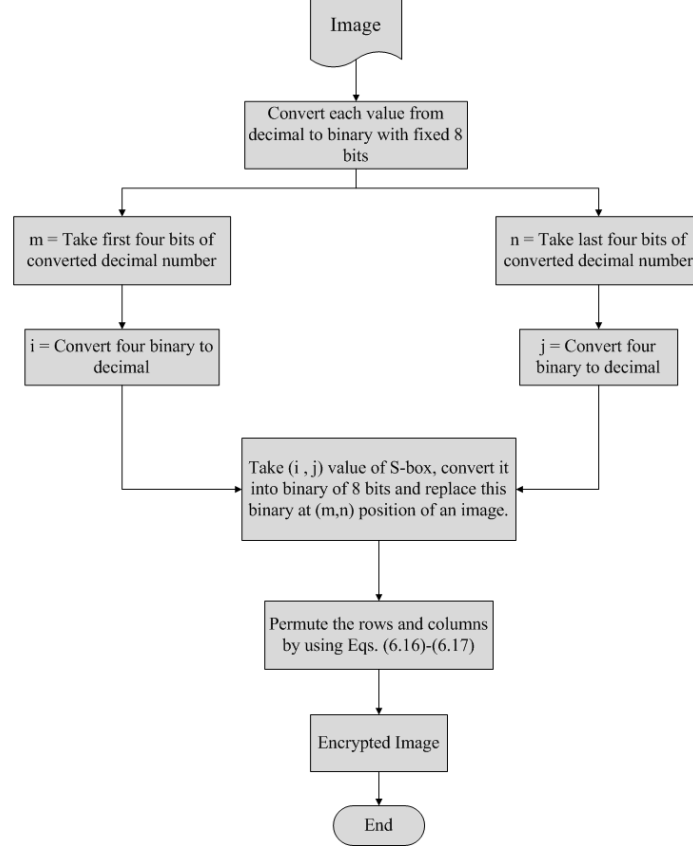 Image
Convert each value from
decimal to binary with fixed 8
bits
m = Take first four bits of
converted decimal number
n = Take last four bits of
converted decimal number
i = Convert four binary to
decimal
j = Convert four
binary to decimal
Take (i , j) value of S-box, convert it
into binary of 8 bits and replace this
binary at (m,n) position of an image.
Permute the rows and columns
by using Eqs. (6.16)-(6.17)
Encrypted Image
End